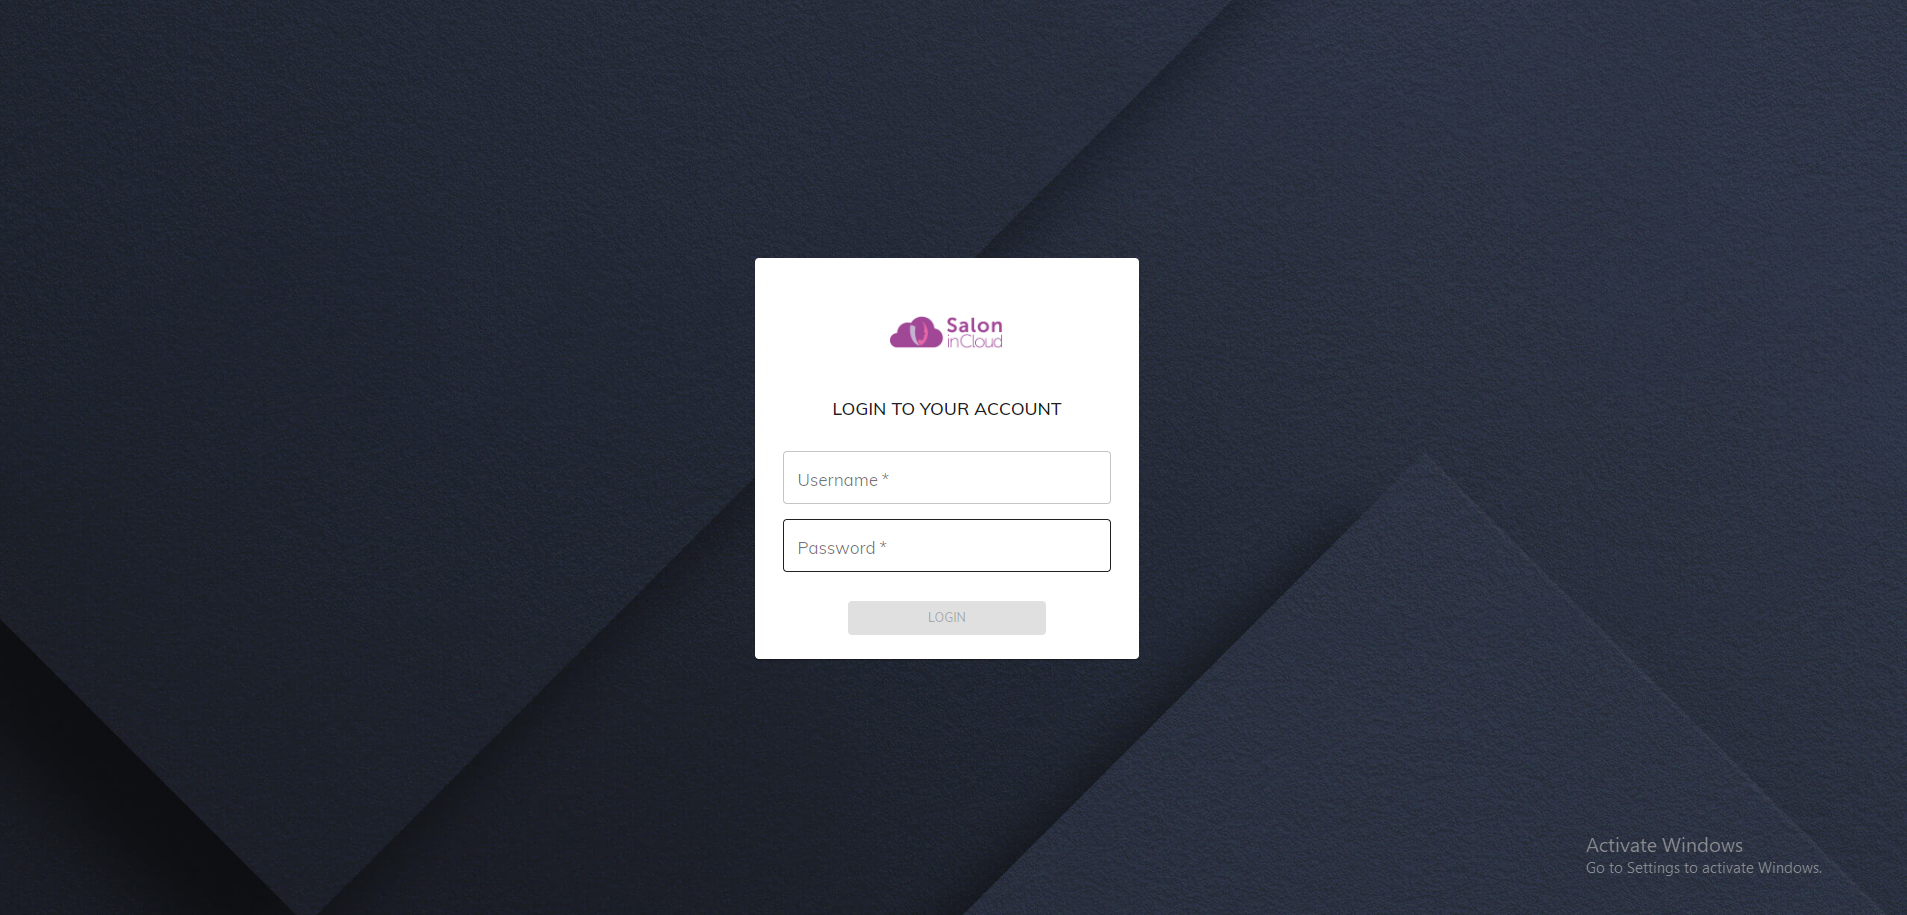 Salon
inCloud
LOGIN TO YOUR ACCOUNT
Username *
Password *
LOGIN
Activate Windows
Go to Settings to activate Windows.